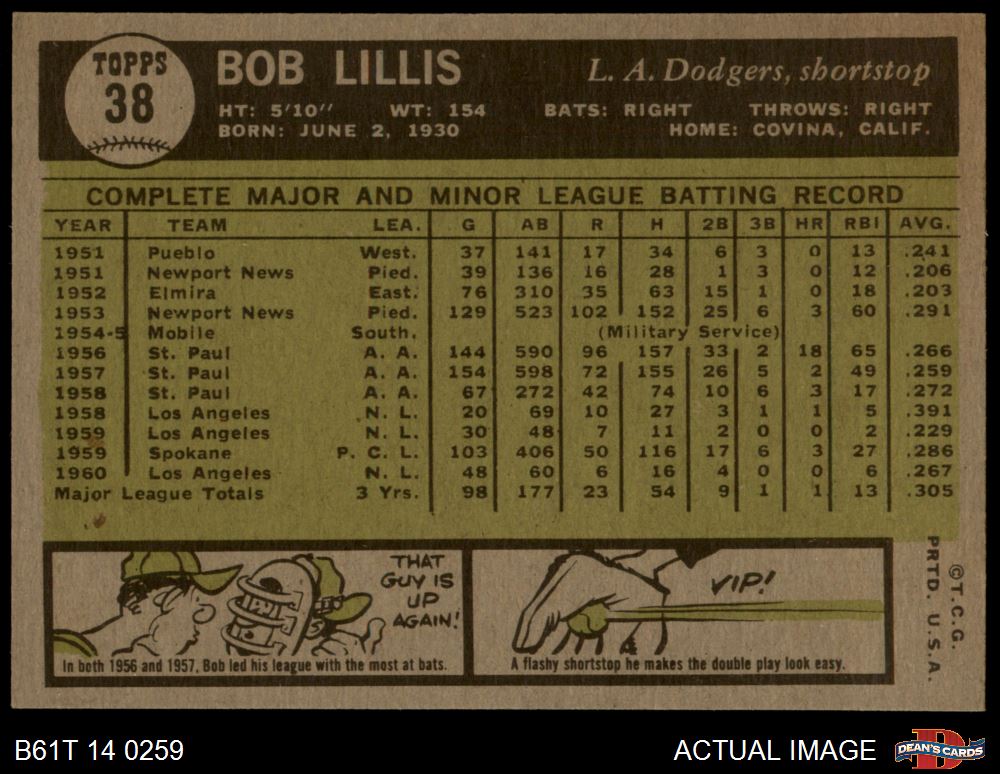 TOPPS
38
BOB LILLIS
L. A. Dodgers, shortstop
HT: 5'10" WT: 154 BATS: RIGHT THROWS: RIGHT
BORN: JUNE 2, 1930 HOME: COVINA, CALIF.
COMPLETE MAJOR AND MINOR LEAGUE BATTING RECORD
YEAR TEAM LEA. G AB R H 2B 3B HR RBI AVG.
1951 Pueblo West. 37 141 17 34 6 3 0 13 .241
1951 Newport News Pied. 39 136 16 28 1 3 0 12 .206
1952 Elmira East. 76 310 35 63 15 1 0 18 .203
1953 Newport News Pied. 129 523 102 152 25 6 3 60 .291
1954-5 Mobile South. (Military Service)
1956 St. Paul A. A. 144 590 96 157 33 2 18 65 .266
1957 St. Paul A. A. 154 598 72 155 26 5 2 49 .259
1958 St. Paul A. A. 67 272 42 74 10 6 3 17 .272
1958 Los Angeles N. L. 20 69 10 27 3 1 1 5 .391
1959 Los Angeles N. L. 30 48 7 11 2 0 0 2 .229
1959 Spokane P. C. L. 103 406 50 116 17 6 3 27 .286
1960 Los Angeles N. L. 48 60 6 16 4 0 0 6 .267
Major League Totals 3 Yrs. 98 177 23 54 9 1 1 13 .305
THAT
GUY IS
UP
AGAIN!
In both 1956 and 1957, Bob led his league with the most at bats.
VIP!
A flashy shortstop he makes the double play look easy.
©T.C.G.
PRTD. U.S.A.
B61T 14 0259
ACTUAL IMAGE
D
DEAN'S CARDS